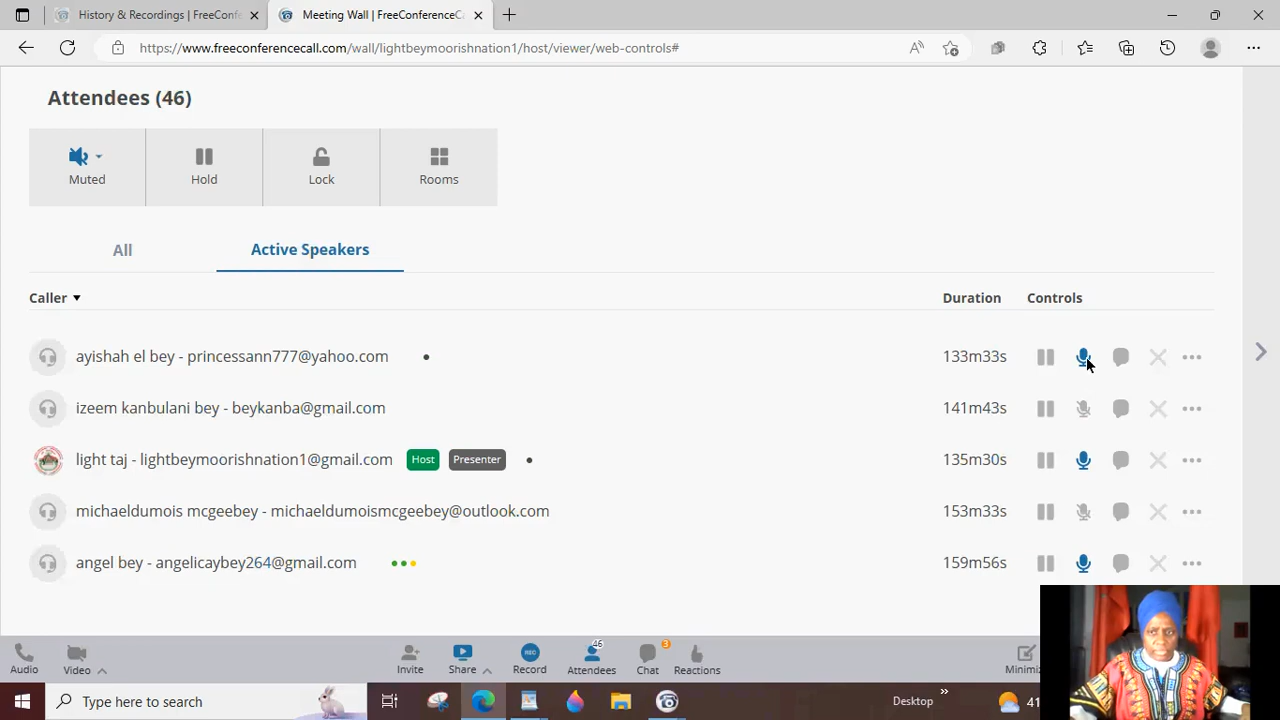 History & Recordings | FreeConfe
Meeting Wall | FreeConferenceC
https://www.freeconferencecall.com/wall/lightbeymoorishnation1/host/viewer/web-controls#
Attendees (46)
Muted
Hold
Lock
Rooms
All
Active Speakers
Caller
Duration
Controls
ayishah el bey - princessann777@yahoo.com
133m33s
izeem kanbulani bey - beykanba@gmail.com
141m43s
light taj - lightbeymoorishnation1@gmail.com
Host
Presenter
135m30s
michaeldumois mcgeebey - michaeldumoismcgeebey@outlook.com
153m33s
angel bey - angelicaybey264@gmail.com
159m56s
Audio
Video
Invite
Share
REC
Record
46
Attendees
3
Chat
Reactions
Minimiz
Type here to search
Desktop
41